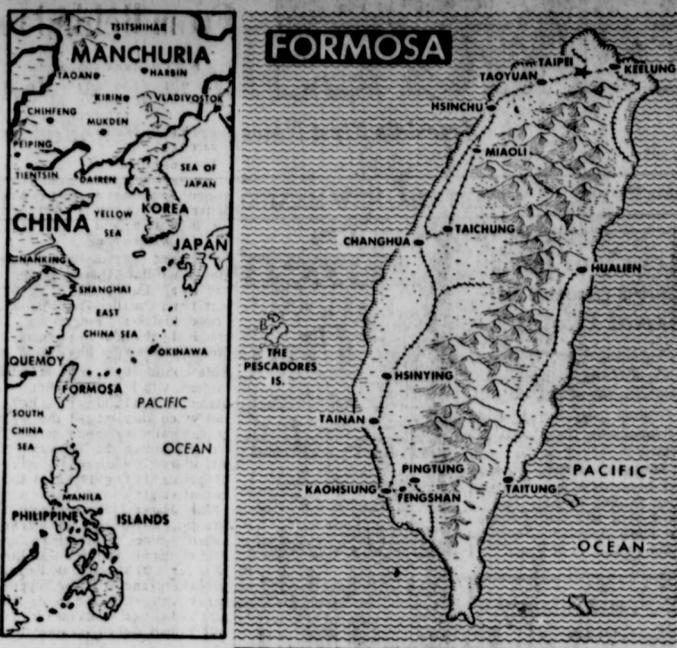 TSITSHIHAR
MANCHURIA
TAOAN
HARBIN
KIRIN
VLADIVOSTOK
CHIHFENG
MUKDEN
PEIPING
TIENTSIN
DAIREN
SEA OF
JAPAN
CHINA
YELLOW
SEA
KOREA
JAPAN
NANKING
SHANGHAI
EAST
CHINA SEA
OKINAWA
QUEMOY
FORMOSA
PACIFIC
OCEAN
SOUTH
CHINA
SEA
MANILA
PHILIPPINE
ISLANDS
FORMOSA
TAIPEI
KEELUNG
TAOYUAN
HSINCHU
MIAOLI
TAICHUNG
CHANGHUA
HUALIEN
THE
PESCADORES
IS.
HSINYING
TAINAN
PINGTUNG
KAOHSIUNG
FENGSHAN
TAITUNG
PACIFIC
OCEAN